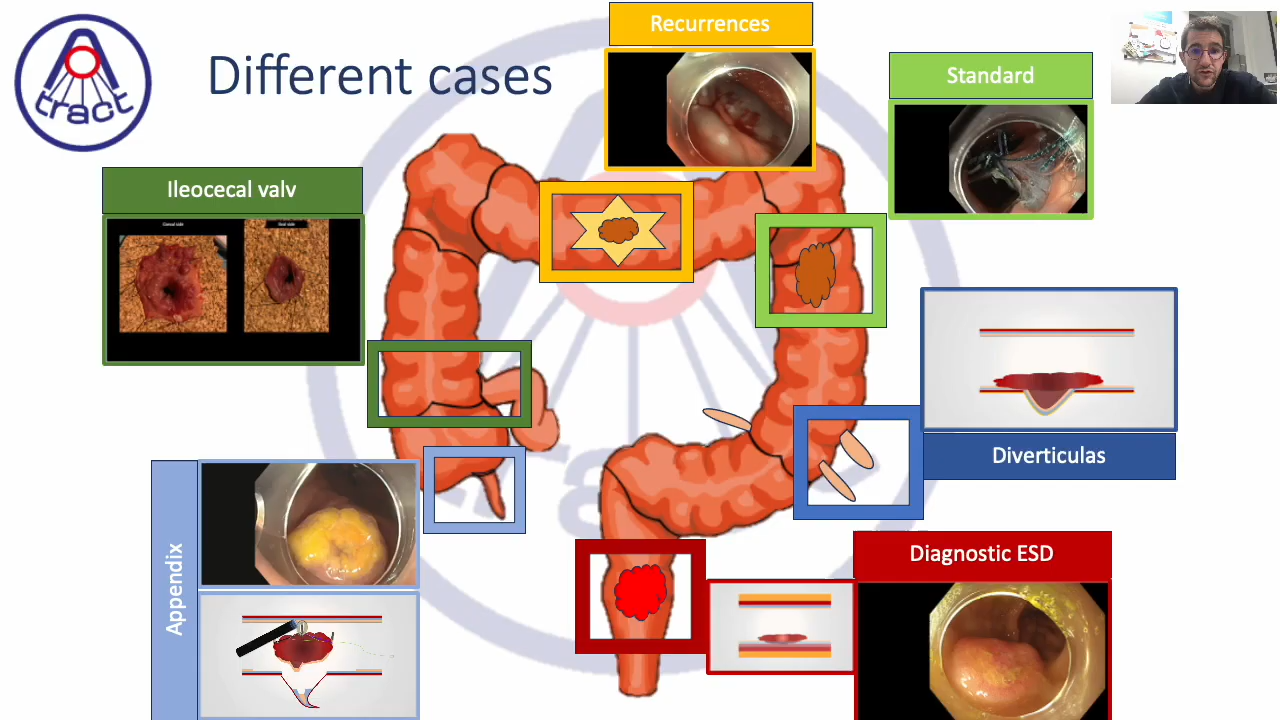 A
tract
Different cases
Recurrences
Standard
Ileocecal valv
Diverticulas
Appendix
Diagnostic ESD